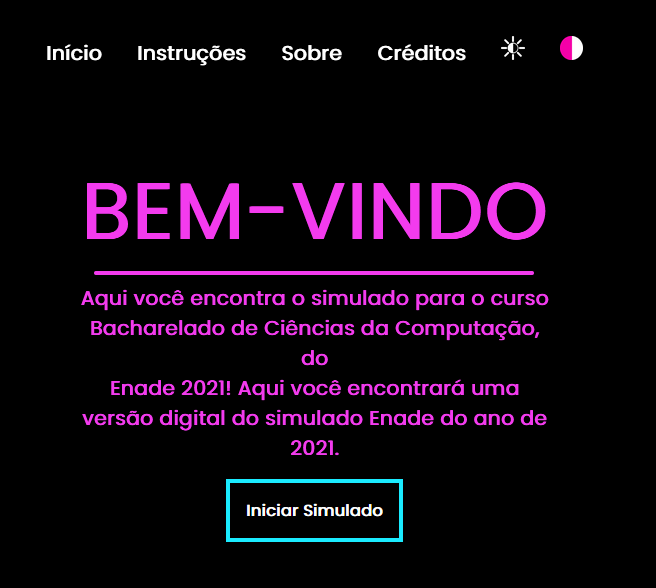 Início Instruções Sobre Créditos
BEM-VINDO
Aqui você encontra o simulado para o curso
Bacharelado de Ciências da Computação,
do
Enade 2021! Aqui você encontrará uma
versão digital do simulado Enade do ano de
2021.
Iniciar Simulado